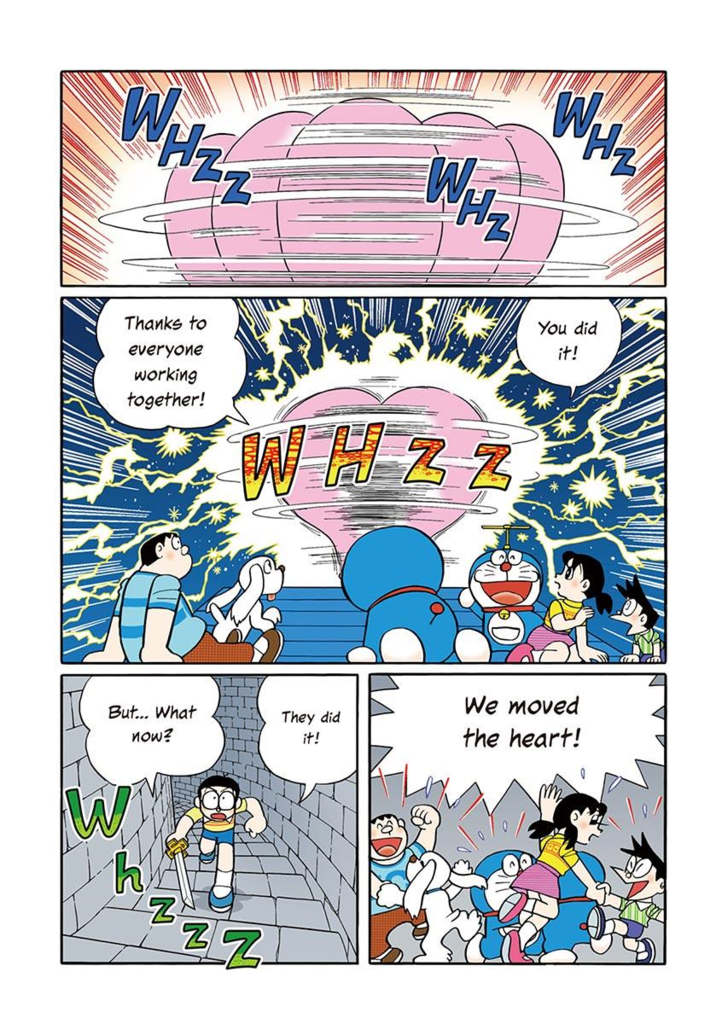 WHZZ
WHZ
WHZ
Thanks to
everyone
working
together!
You did
it!
WHZZ
But... What
now?
They did
it!
WhzzZ
We moved
the heart!